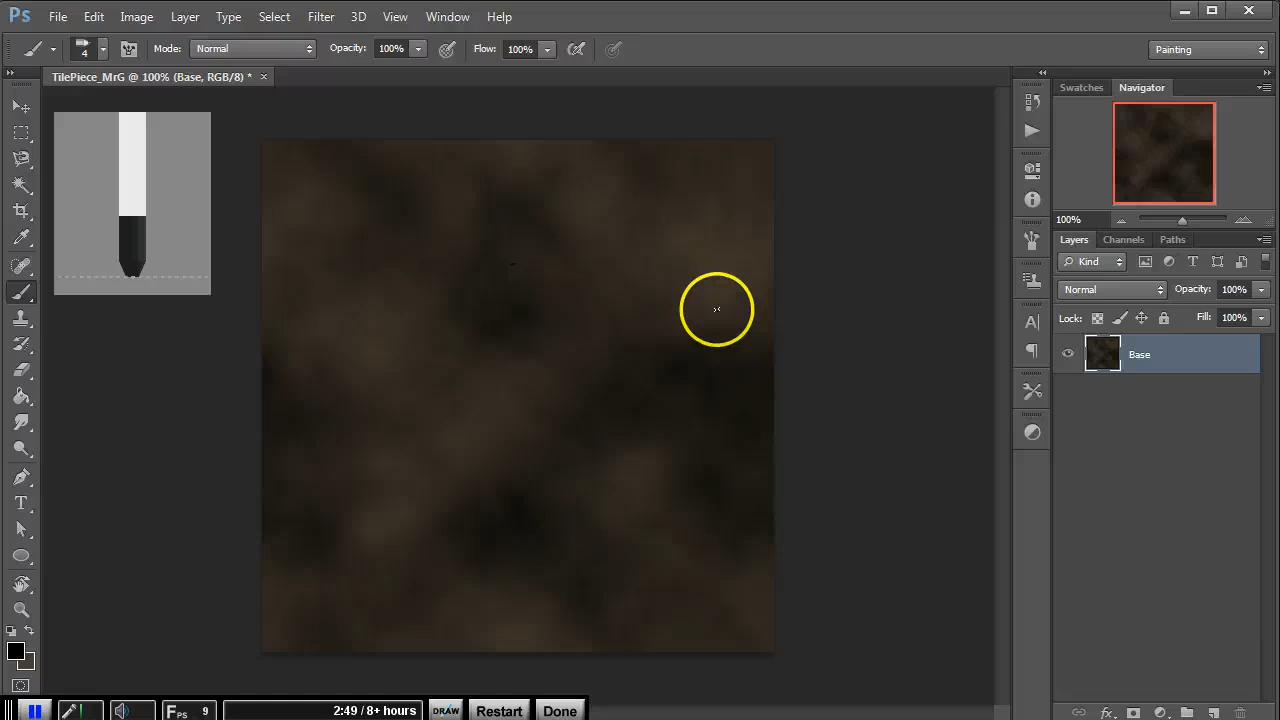 Ps File Edit Image Layer Type Select Filter 3D View Window Help
4 Mode: Normal Opacity: 100% Flow: 100% Painting
TilePiece_MrG @ 100% (Base, RGB/8) * ×
Swatches Navigator
100%
Layers Channels Paths
Kind
Normal Opacity: 100%
Lock: Fill: 100%
Base
FPS 9 2:49 / 8+ hours DRAW Restart Done